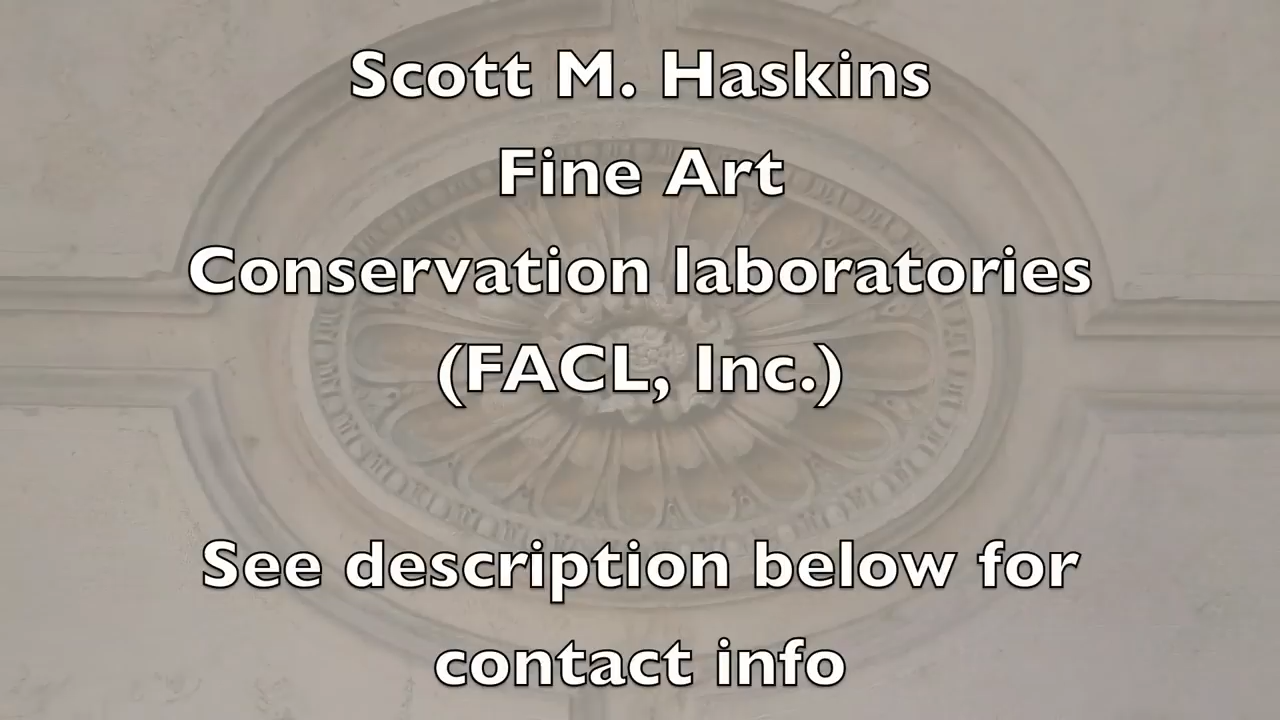 Scott M. Haskins
Fine Art
Conservation laboratories
(FACL, Inc.)
See description below for
contact info